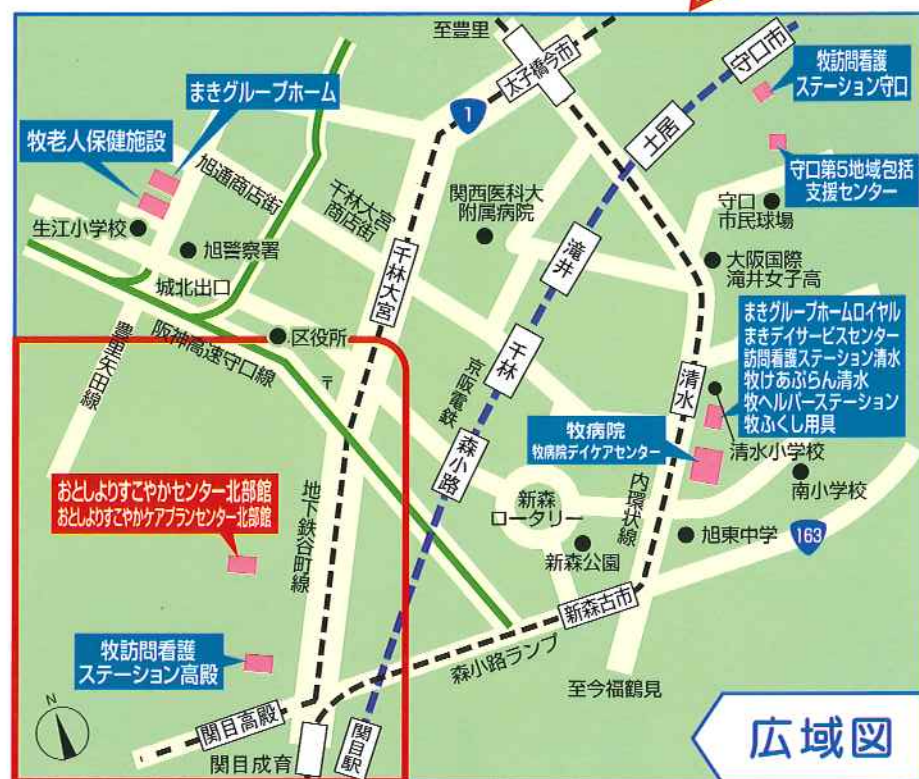 至豊里
太子橋今市
守口市
牧訪問看護
ステーション守口
まきグループホーム
1
土居
牧老人保健施設
旭通商店街
千林大宮
商店街
関西医科大
附属病院
守口第5地域包括
支援センター
守口
市民球場
生江小学校
旭警察署
千林大宮
滝井
大阪国際
滝井女子高
城北出口
まきグループホームロイヤル
まきデイサービスセンター
訪問看護ステーション清水
牧けあぷらん清水
牧ヘルパーステーション
牧ふくし用具
豊里矢田線
阪神高速守口線
区役所
〒
京阪電鉄
千林
清水
牧病院
牧病院デイケアセンター
清水小学校
南小学校
森小路
おとしよりすこやかセンター北部館
おとしよりすこやかケアプランセンター北部館
地下鉄谷町線
新森
ロータリー
内環状線
新森公園
旭東中学
163
新森古市
牧訪問看護
ステーション高殿
森小路ランプ
至今福鶴見
N
関目高殿
関目成育
関目駅
広域図